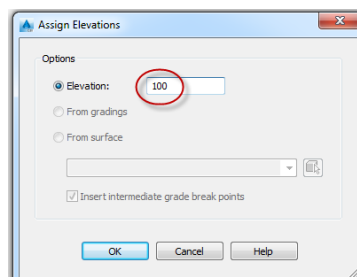 Assign Elevations
Options
Elevation: 100
From gradings
From surface
Insert intermediate grade break points
OK Cancel Help